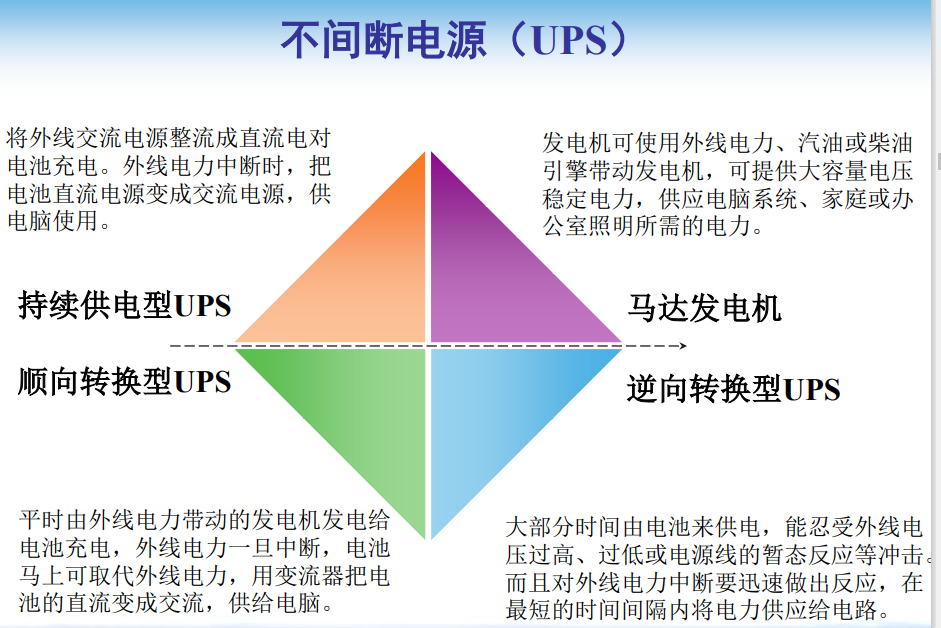 不间断电源（UPS）
将外线交流电源整流成直流电对
电池充电。外线电力中断时，把
电池直流电源变成交流电源，供
电脑使用。
发电机可使用外线电力、汽油或柴油
引擎带动发电机，可提供大容量电压
稳定电力，供应电脑系统、家庭或办
公室照明所需的电力。
持续供电型UPS
马达发电机
顺向转换型UPS
逆向转换型UPS
平时由外线电力带动的发电机发电给
电池充电，外线电力一旦中断，电池
马上可取代外线电力，用变流器把电
池的直流变成交流，供给电脑。
大部分时间由电池来供电，能忍受外线电
压过高、过低或电源线的暂态反应等冲击。
而且对外线电力中断要迅速做出反应，在
最短的时间间隔内将电力供应给电路。